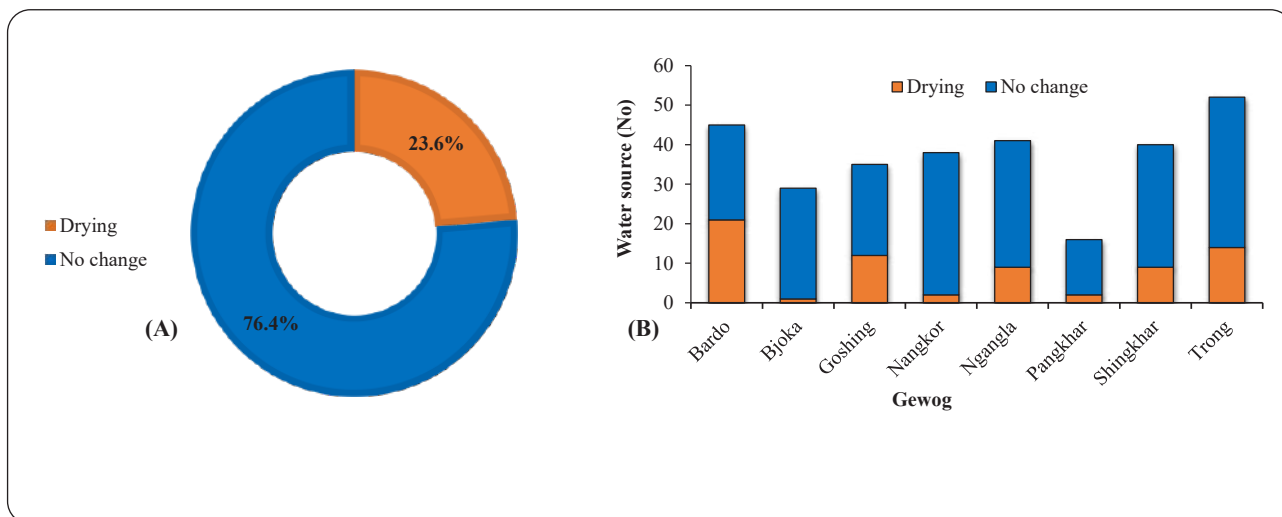 23.6%
Drying
No change
76.4%
(A)
Drying No change
60
50
40
30
20
10
0
Water source (No)
(B)
Bardo
Bjoka
Goshing
Nangkor
Ngangla
Pangkhar
Shingkhar
Trong
Gewog